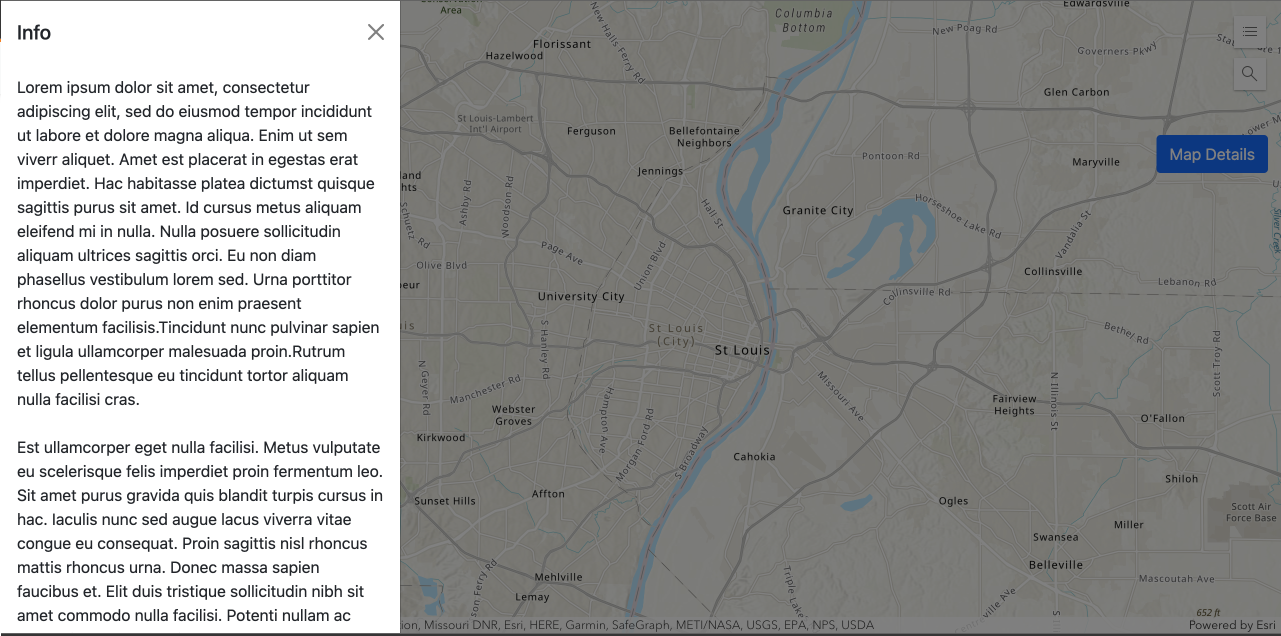 Info
Lorem ipsum dolor sit amet, consectetur
adipiscing elit, sed do eiusmod tempor incididunt
ut labore et dolore magna aliqua. Enim ut sem
viverr aliquet. Amet est placerat in egestas erat
imperdiet. Hac habitasse platea dictumst quisque
sagittis purus sit amet. Id cursus metus aliquam
eleifend mi in nulla. Nulla posuere sollicitudin
aliquam ultrices sagittis orci. Eu non diam
phasellus vestibulum lorem sed. Urna porttitor
rhoncus dolor purus non enim praesent
elementum facilisis.Tincidunt nunc pulvinar sapien
et ligula ullamcorper malesuada proin.Rutrum
tellus pellentesque eu tincidunt tortor aliquam
nulla facilisi cras.
Est ullamcorper eget nulla facilisi. Metus vulputate
eu scelerisque felis imperdiet proin fermentum leo.
Sit amet purus gravida quis blandit turpis cursus in
hac. Iaculis nunc sed augue lacus viverra vitae
congue eu consequat. Proin sagittis nisl rhoncus
mattis rhoncus urna. Donec massa sapien
faucibus et. Elit duis tristique sollicitudin nibh sit
amet commodo nulla facilisi. Potenti nullam ac
Area
Columbia
Bottom
Edwardsville
New Halls Ferry Rd
New Poag Rd
Florissant
Hazelwood
Governers Pkwy
Glen Carbon
St Louis-Lambert
Int'l Airport
Ferguson
Bellefontaine
Neighbors
Map Details
Pontoon Rd
Maryville
Jennings
Ashby Rd
Woodson Rd
Schuetz Rd
Hall St
Granite City
Horseshoe Lake Rd
Vandalia St
Silver Creek
Page Ave
Union Blvd
Olive Blvd
Collinsville
Lebanon Rd
University City
Collinsville Rd
St Louis
(City)
St Louis
S Hanley Rd
Bethel Rd
Scott Troy Rd
N Geyer Rd
Manchester Rd
Hampton Ave
Morgan Ford Rd
Missouri Ave
N Illinois St
Webster
Groves
Fairview
Heights
O'Fallon
Kirkwood
S Broadway
Cahokia
Shiloh
Sunset Hills
Affton
Ogles
Scott Air
Force Base
Miller
Swansea
Belleville
Mehlville
Mascoutah Ave
Lemay
652 ft
Missouri DNR, Esri, HERE, Garmin, SafeGraph, METI/NASA, USGS, EPA, NPS, USDA
Powered by Esri